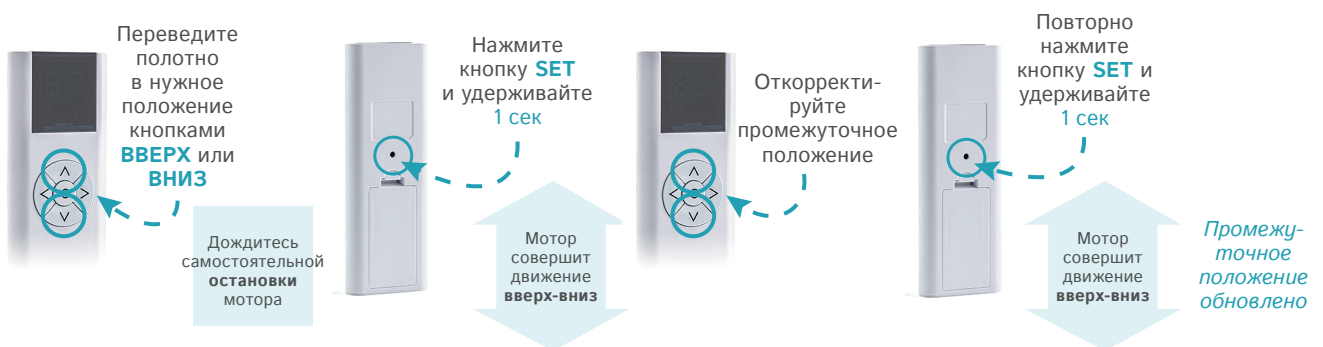 Переведите
полотно
в нужное
положение
кнопками
ВВЕРХ или
ВНИЗ
Дождитесь
самостоятельной
остановки
мотора
Нажмите
кнопку SET
и удерживайте
1 сек
Мотор
совершит
движение
вверх-вниз
Откорректи-
руйте
промежуточное
положение
Повторно
нажмите
кнопку SET и
удерживайте
1 сек
Мотор
совершит
движение
вверх-вниз
Промежу-
точное
положение
обновлено